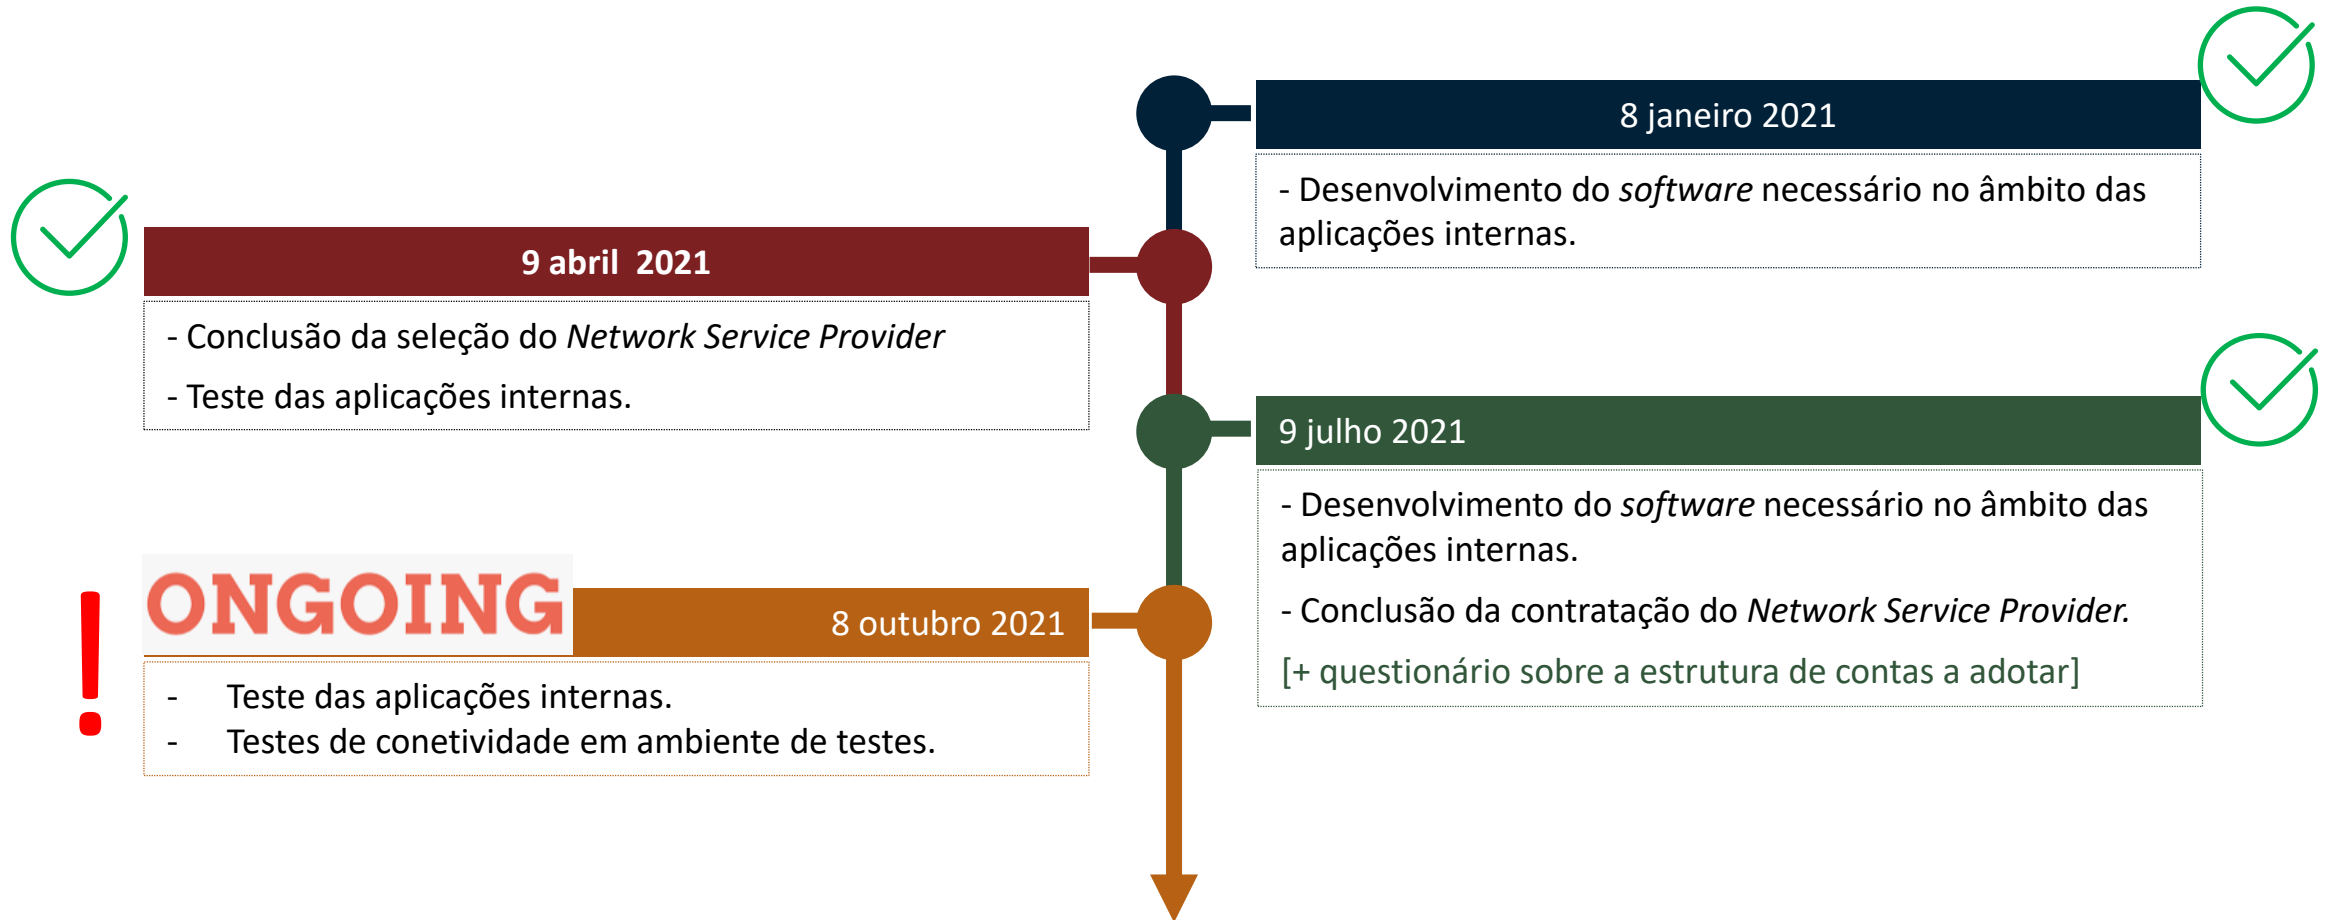 8 janeiro 2021
- Desenvolvimento do software necessário no âmbito das
aplicações internas.
9 abril  2021
- Conclusão da seleção do Network Service Provider
- Teste das aplicações internas.
9 julho 2021
- Desenvolvimento do software necessário no âmbito das
aplicações internas.
- Conclusão da contratação do Network Service Provider.
[+ questionário sobre a estrutura de contas a adotar]
!
ONGOING
8 outubro 2021
- Teste das aplicações internas.
- Testes de conetividade em ambiente de testes.